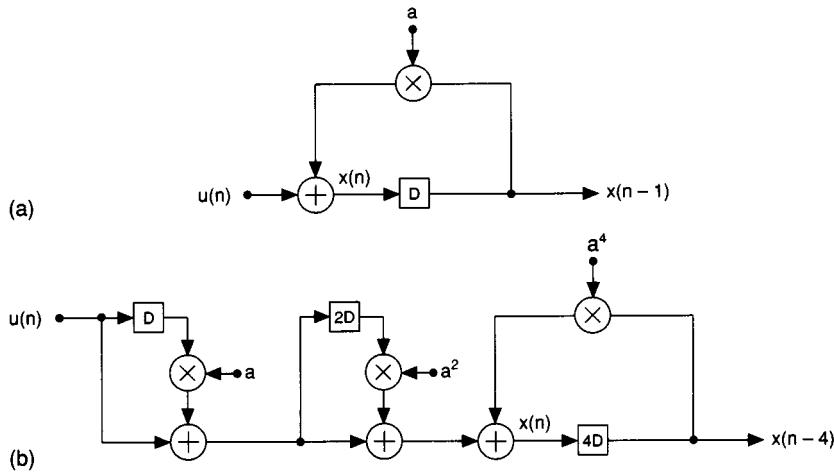 a
×
+
u(n)
x(n)
D
x(n − 1)
(a)
a⁴
u(n)
D
2D
×
×
a
×
a²
+
+
+
x(n)
4D
x(n − 4)
(b)